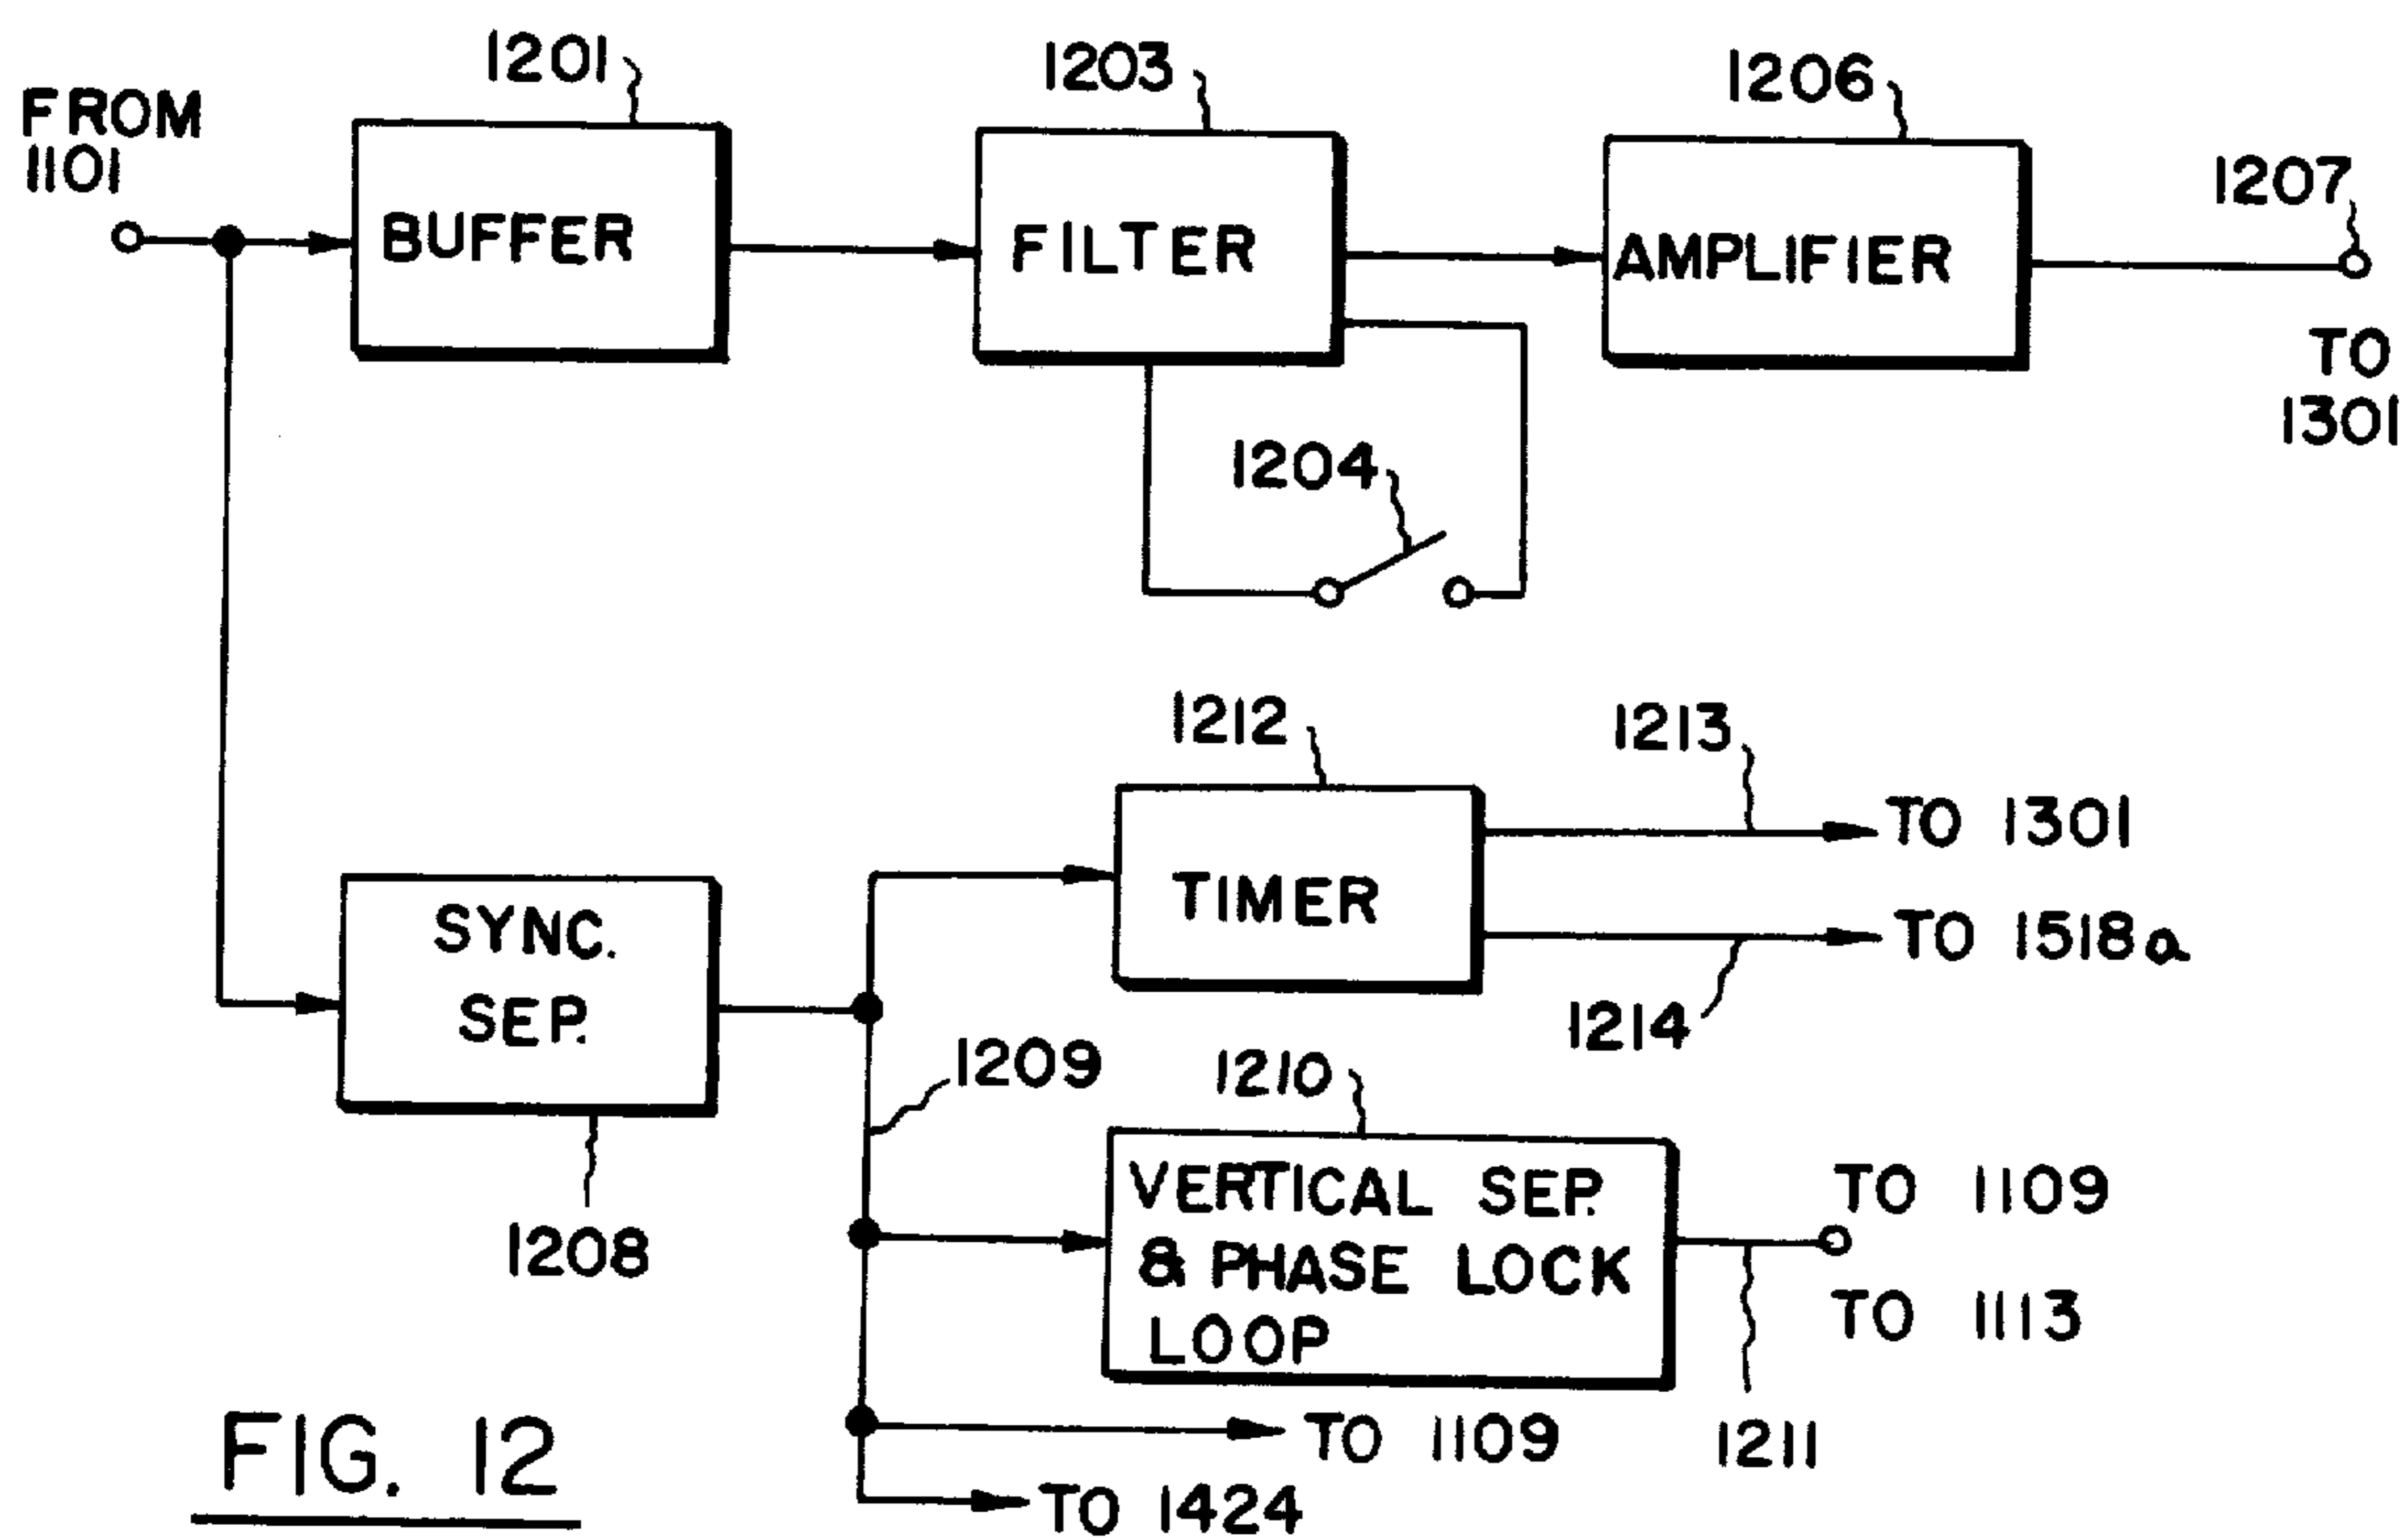 1201
1203
1206
FROM
1101
1207
BUFFER
FILTER
AMPLIFIER
TO
1301
1204
1212
1213
TO 1301
TIMER
SYNC.
SEP.
TO 1518a
1214
1209
1210
VERTICAL SEP.
& PHASE LOCK
LOOP
TO 1109
TO 1113
1208
1211
TO 1109
TO 1424
FIG. 12